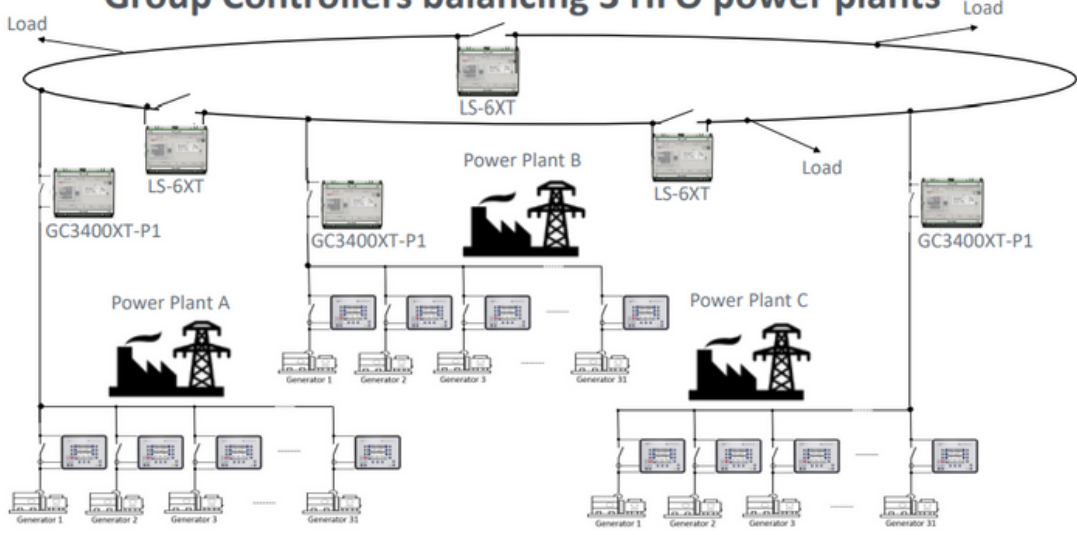 Group Controllers balancing 3 HFO power plants
Load
Load
LS-6XT
LS-6XT
LS-6XT
Load
Power Plant B
GC3400XT-P1
GC3400XT-P1
GC3400XT-P1
Power Plant A
Power Plant C
Generator 1
Generator 2
Generator 3
Generator 31
Generator 1
Generator 2
Generator 3
Generator 31
Generator 1
Generator 2
Generator 3
Generator 31